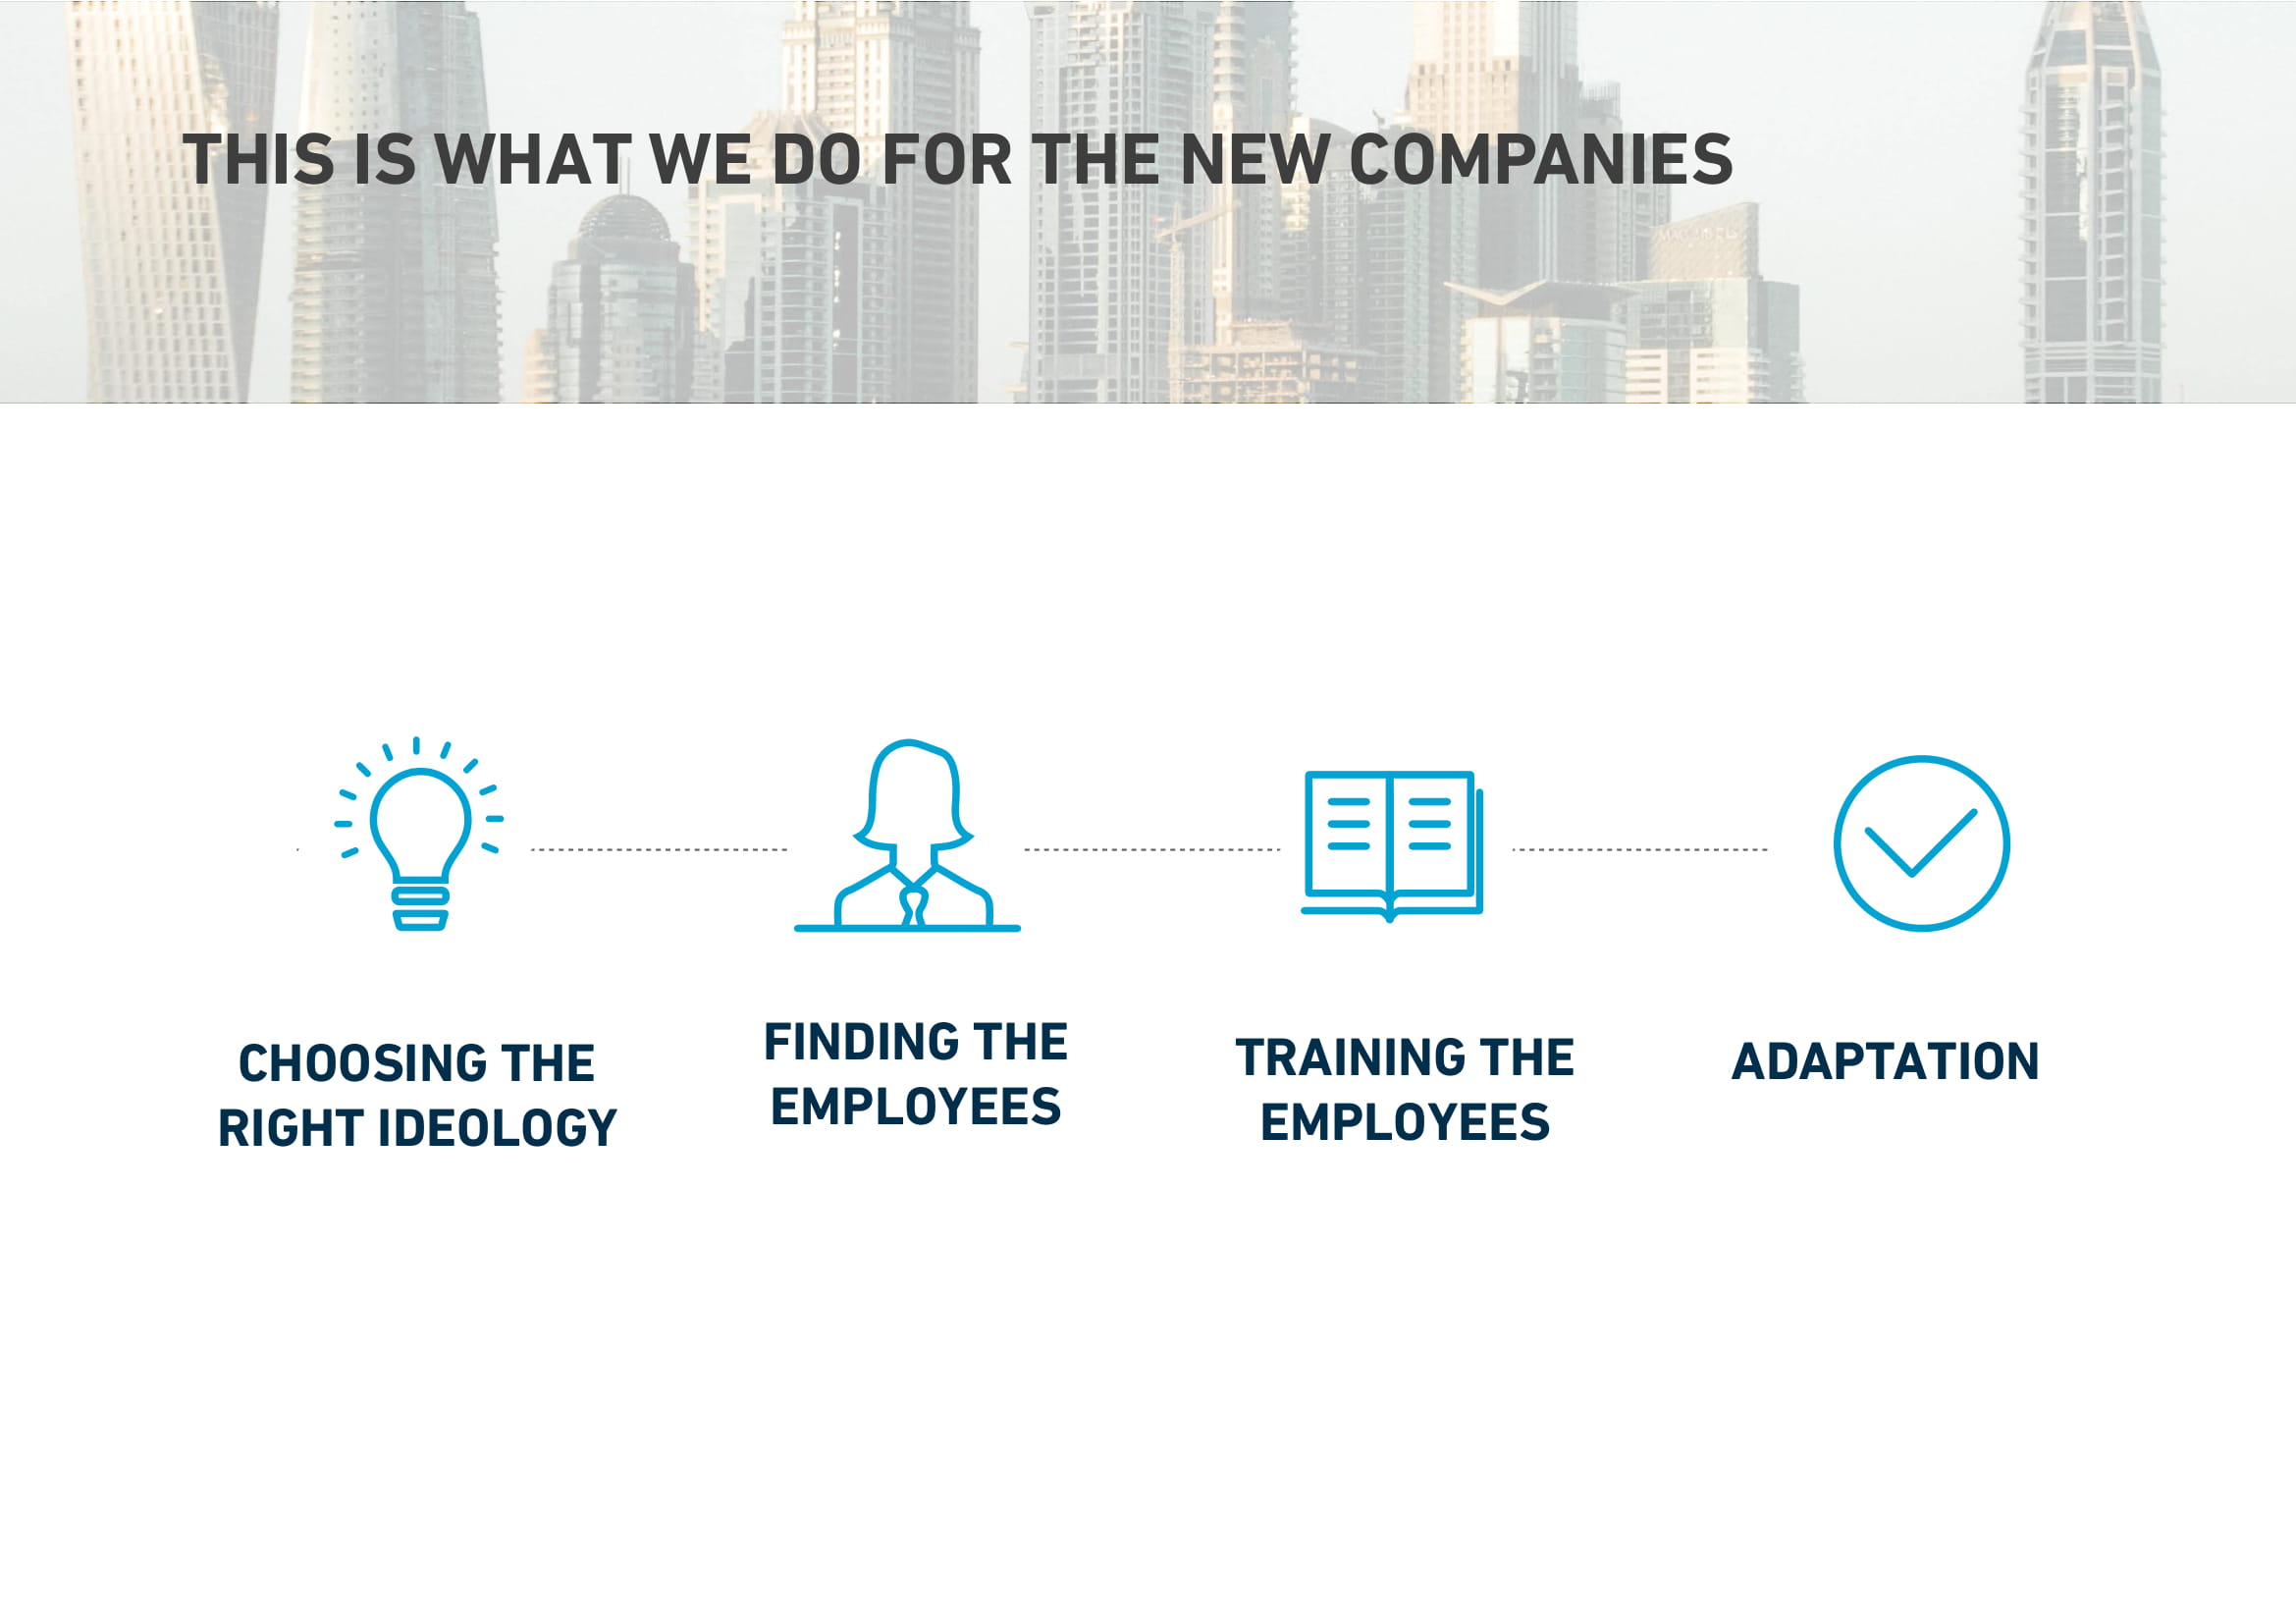 THIS IS WHAT WE DO FOR THE NEW COMPANIES
CHOOSING THE
RIGHT IDEOLOGY
FINDING THE
EMPLOYEES
TRAINING THE
EMPLOYEES
ADAPTATION